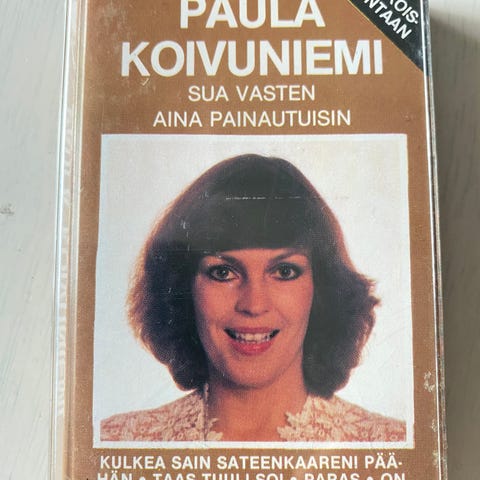 PAULA
KOIVUNIEMI
SUA VASTEN
AINA PAINAUTUISIN
KULKEA SAIN SATEENKAARENI PÄÄ-
HÄN • TAAS TUULI SOI • PARAS • ON